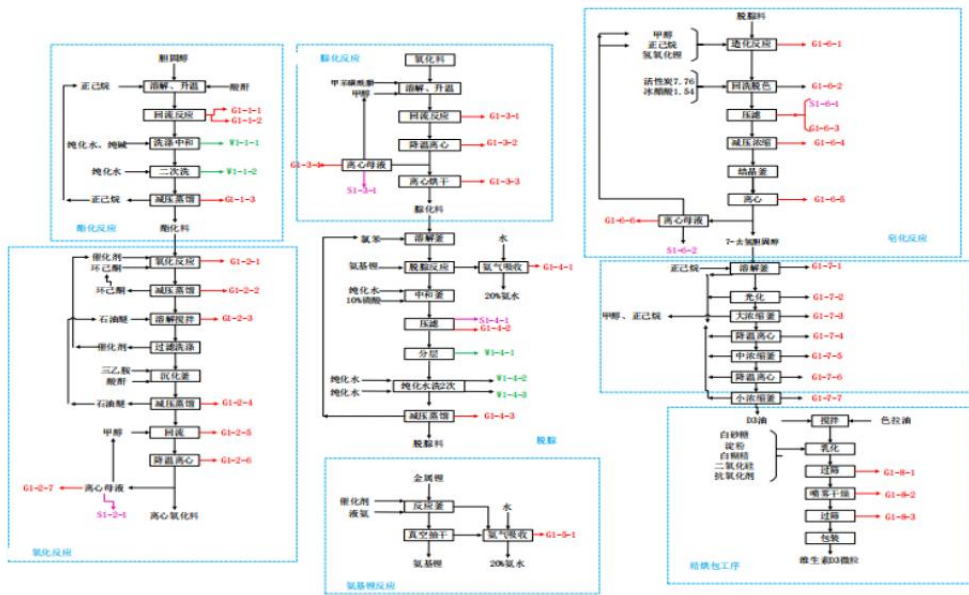 胆固醇
正己烷
溶解、升温
酸酐
回流反应
G1-1-1
G1-1-2
纯化水、纯碱
洗涤中和
W1-1-1
纯化水
二次洗
W1-1-2
正己烷
减压蒸馏
G1-1-3
酯化反应
酯化料
催化剂
环己酮
氧化反应
G1-2-1
环己酮
减压蒸馏
G1-2-2
石油醚
溶解搅拌
G1-2-3
催化剂
过滤洗涤
三乙胺
酸酐
沉化釜
石油醚
减压蒸馏
G1-2-4
甲醇
回流
G1-2-5
降温离心
G1-2-6
G1-2-7
离心母液
S1-2-1
离心氧化料
氧化反应
腙化反应
氧化料
甲苯磺酰肼
甲醇
溶解、升温
回流反应
G1-3-1
降温离心
G1-3-2
G1-3-4
离心母液
离心烘干
G1-3-3
S1-3-1
腙化料
氯苯
溶解釜
水
氨基锂
脱腙反应
氨气吸收
G1-4-1
纯化水
10%硫酸
中和釜
20%氨水
压滤
S1-4-1
G1-4-2
分层
W1-4-1
纯化水
纯化水
纯化水洗2次
W1-4-2
W1-4-3
减压蒸馏
G1-4-3
脱腙料
脱腙
金属锂
催化剂
液氨
反应釜
水
真空抽干
氨气吸收
G1-5-1
氨基锂
20%氨水
氨基锂反应
脱腙料
甲醇
正己烷
氢氧化锂
皂化反应
G1-6-1
活性炭7.76
冰醋酸1.54
回洗脱色
G1-6-2
压滤
S1-6-1
G1-6-3
减压浓缩
G1-6-4
结晶釜
离心
G1-6-5
G1-6-6
离心母液
S1-6-2
7-去氢胆固醇
皂化反应
正己烷
溶解釜
G1-7-1
光化
G1-7-2
甲醇、正己烷
大浓缩釜
G1-7-3
降温离心
G1-7-4
中浓缩釜
G1-7-5
降温离心
G1-7-6
小浓缩釜
G1-7-7
D3油
搅拌
色拉油
白砂糖
淀粉
白糊精
二氧化硅
抗氧化剂
乳化
过筛
G1-8-1
喷雾干燥
G1-8-2
过筛
G1-8-3
包装
维生素D3微粒
精烘包工序